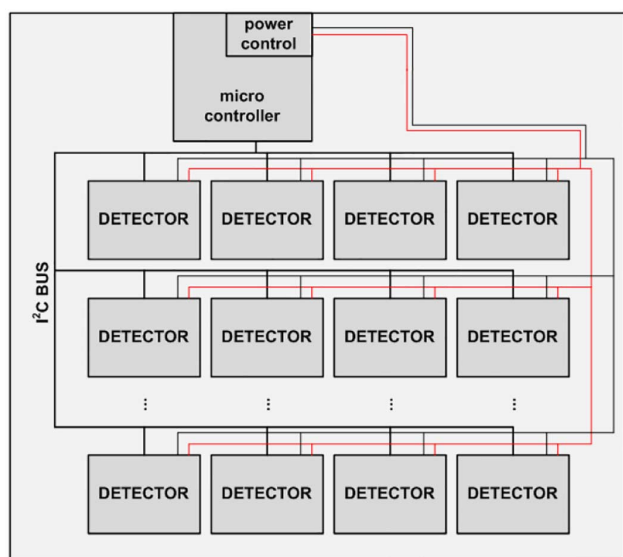 power
control
micro
controller
DETECTOR DETECTOR DETECTOR DETECTOR
I²C BUS
DETECTOR DETECTOR DETECTOR DETECTOR
... ... ... ...
DETECTOR DETECTOR DETECTOR DETECTOR